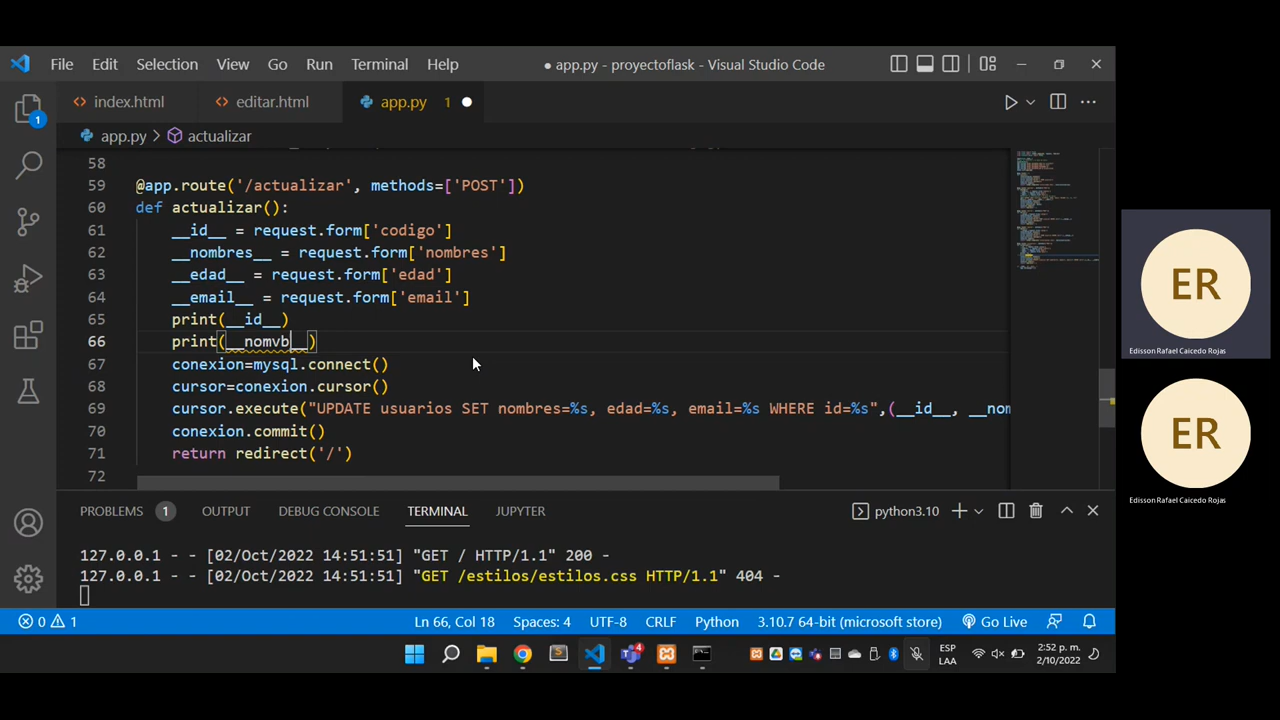 File Edit Selection View Go Run Terminal Help
● app.py - proyectoflask - Visual Studio Code
index.html editar.html app.py 1 ●
app.py > actualizar
58
59 @app.route('/actualizar', methods=['POST'])
60 def actualizar():
61 __id__ = request.form['codigo']
62 __nombres__ = request.form['nombres']
63 __edad__ = request.form['edad']
64 __email__ = request.form['email']
65 print(__id__)
66 print(__nomvb__)
67 conexion=mysql.connect()
68 cursor=conexion.cursor()
69 cursor.execute("UPDATE usuarios SET nombres=%s, edad=%s, email=%s WHERE id=%s",(__id__, __nom
70 conexion.commit()
71 return redirect('/')
72
1
PROBLEMS 1 OUTPUT DEBUG CONSOLE TERMINAL JUPYTER
python3.10
127.0.0.1 - - [02/Oct/2022 14:51:51] "GET / HTTP/1.1" 200 -
127.0.0.1 - - [02/Oct/2022 14:51:51] "GET /estilos/estilos.css HTTP/1.1" 404 -
0 1 Ln 66, Col 18 Spaces: 4 UTF-8 CRLF Python 3.10.7 64-bit (microsoft store) Go Live
4
ESP
LAA
2:52 p. m.
2/10/2022
ER
Edisson Rafael Caicedo Rojas
ER
Edisson Rafael Caicedo Rojas